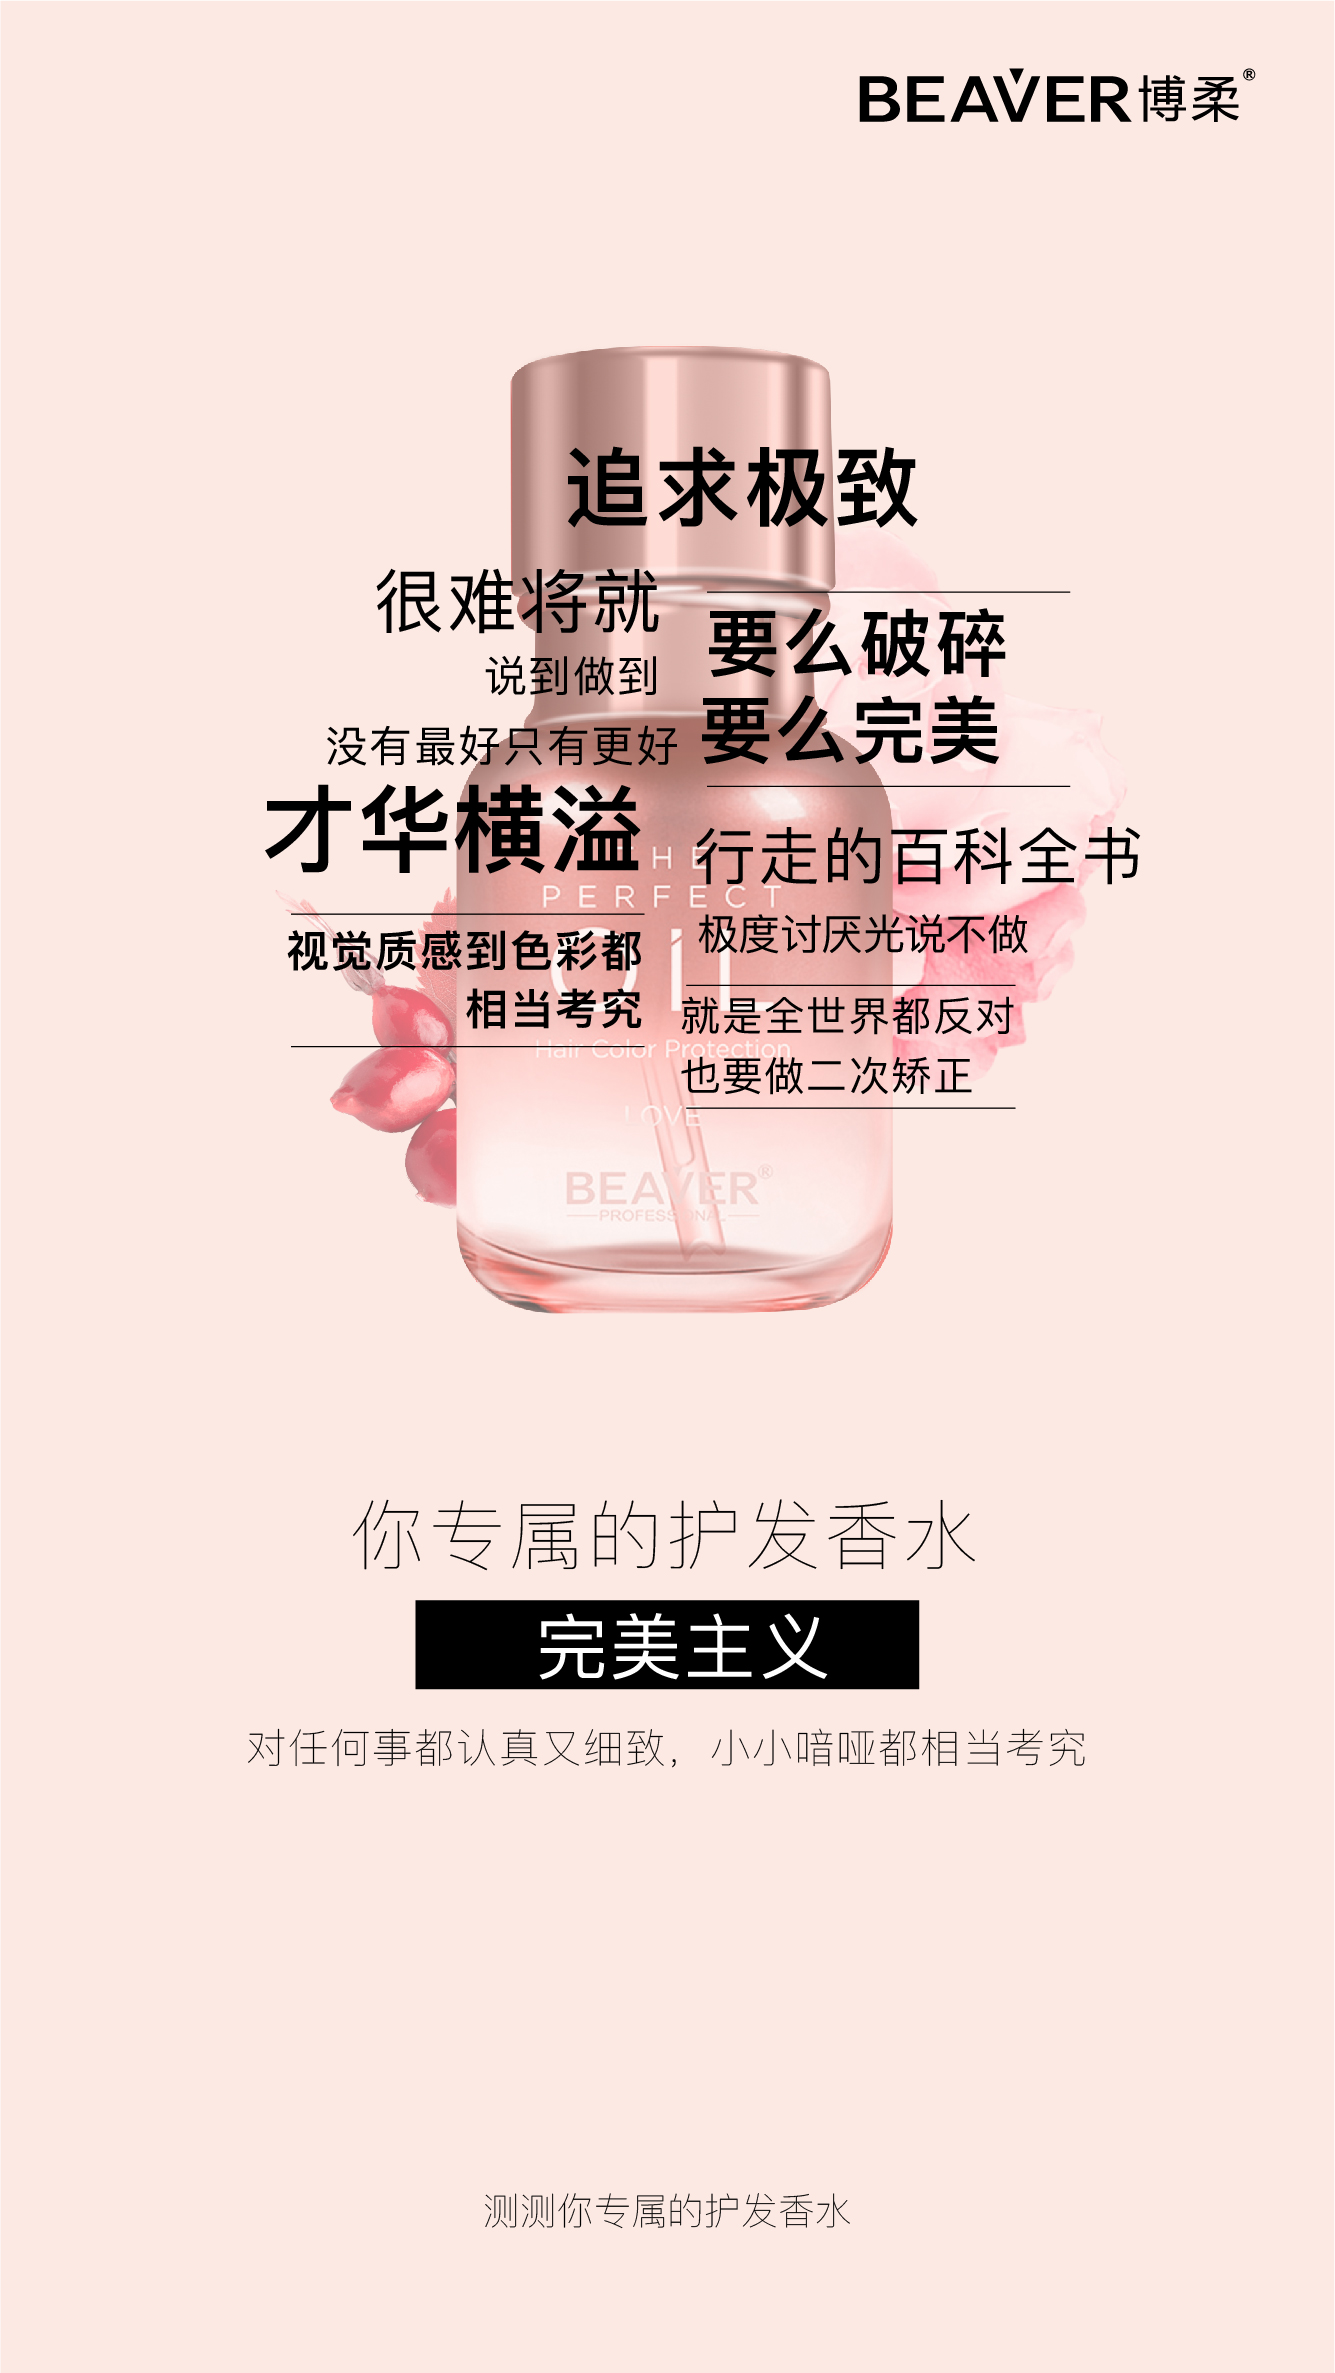 BEAVER博柔®
追求极致
很难将就
说到做到
没有最好只有更好
才华横溢
视觉质感到色彩都
相当考究
要么破碎
要么完美
行走的百科全书
极度讨厌光说不做
就是全世界都反对
也要做二次矫正
THE
PERFECT
OIL
Hair Color Protection
LOVE
BEAVER®
PROFESSIONAL
你专属的护发香水
完美主义
对任何事都认真又细致，小小喑哑都相当考究
测测你专属的护发香水